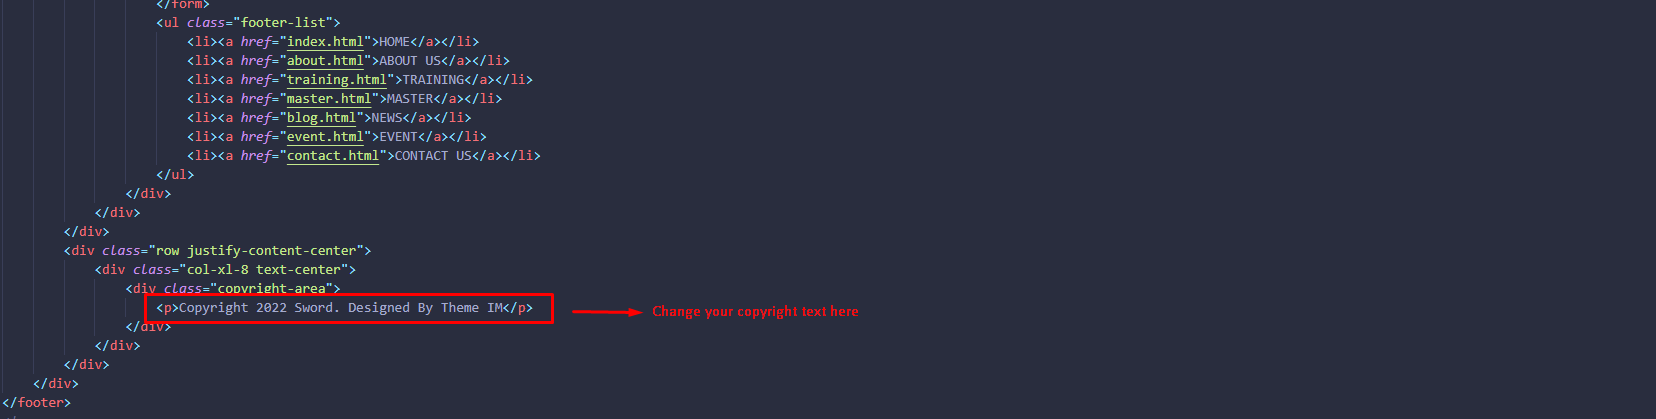 </form>
<ul class="footer-list">
<li><a href="index.html">HOME</a></li>
<li><a href="about.html">ABOUT US</a></li>
<li><a href="training.html">TRAINING</a></li>
<li><a href="master.html">MASTER</a></li>
<li><a href="blog.html">NEWS</a></li>
<li><a href="event.html">EVENT</a></li>
<li><a href="contact.html">CONTACT US</a></li>
</ul>
</div>
</div>
</div>
<div class="row justify-content-center">
<div class="col-xl-8 text-center">
<div class="copyright-area">
<p>Copyright 2022 Sword. Designed By Theme IM</p>
Change your copyright text here
</div>
</div>
</div>
</div>
</footer>